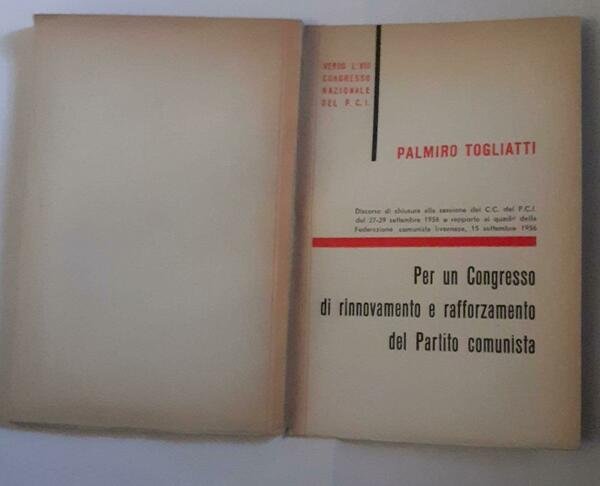 VERSO L'VIII
CONGRESSO
NAZIONALE
DEL P.C.I.
PALMIRO TOGLIATTI
Discorso di chiusura alla sessione del C.C. del P.C.I.
del 27-29 settembre 1956 e rapporto ai quadri della
Federazione comunista livornese, 15 settembre 1956
Per un Congresso
di rinnovamento e rafforzamento
del Partito comunista